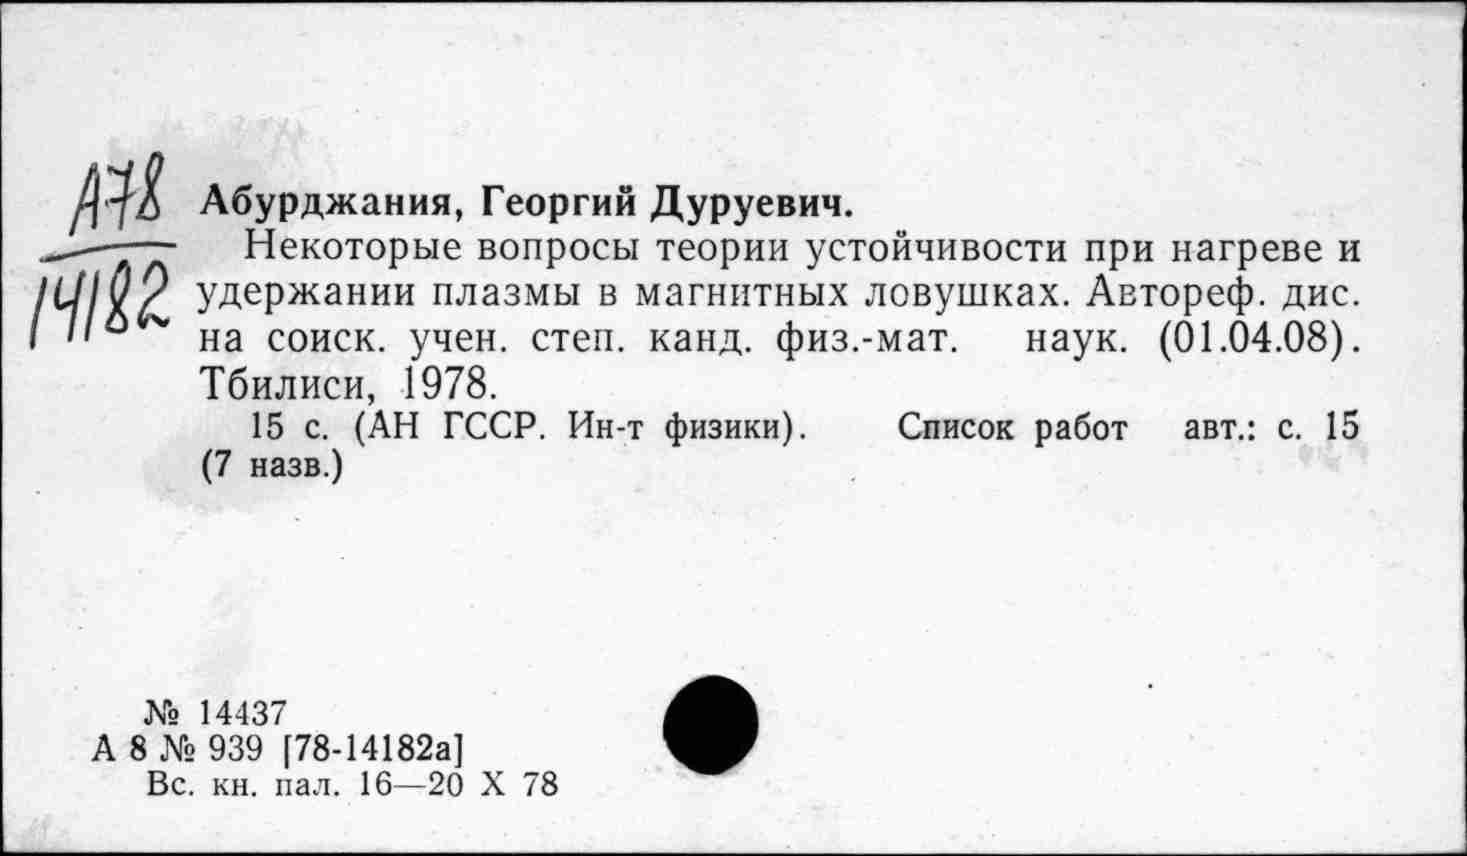 А78
14182
Абурджания, Георгий Дуруевич.
Некоторые вопросы теории устойчивости при нагреве и
удержании плазмы в магнитных ловушках. Автореф. дис.
на соиск. учен. степ. канд. физ.-мат. наук. (01.04.08).
Тбилиси, 1978.
15 с. (АН ГССР. Ин-т физики). Список работ авт.: с. 15
(7 назв.)
№ 14437
А 8 № 939 [78-14182а]
Вс. кн. пал. 16—20 X 78